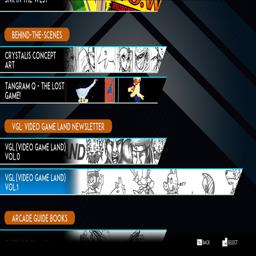 BEHIND-THE-SCENES
CRYSTALIS CONCEPT
ART
TANGRAM Q - THE LOST
GAME!
VGL: VIDEO GAME LAND NEWSLETTER
VGL (VIDEO GAME LAND)
VOL.0
VGL (VIDEO GAME LAND)
VOL.1
ARCADE GUIDE BOOKS
BACK
SELECT